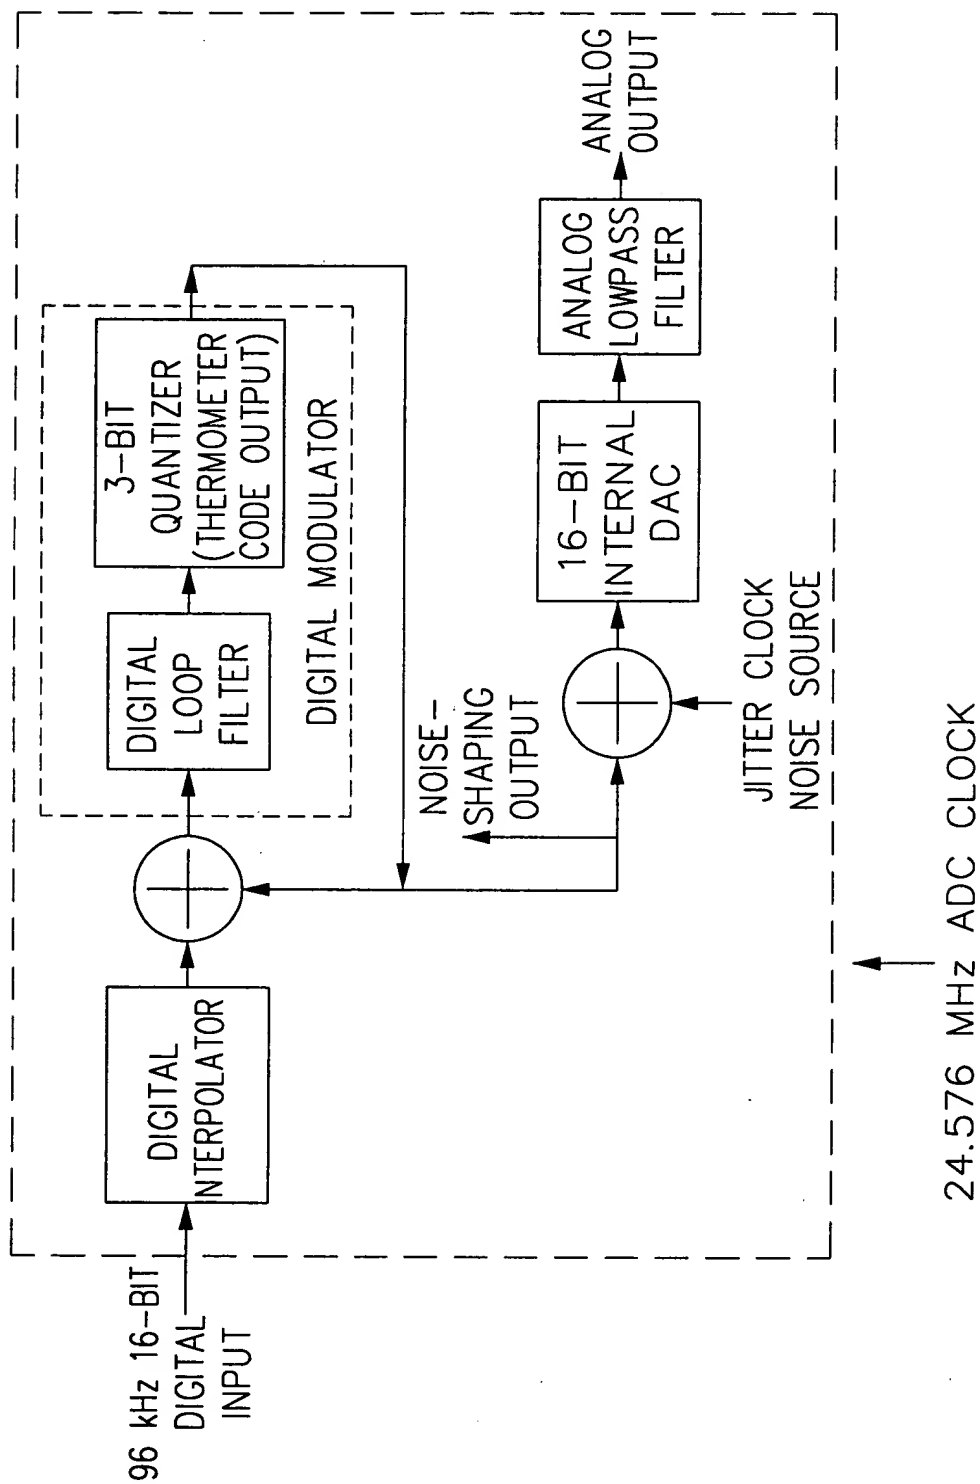 96 kHz 16-BIT
DIGITAL
INPUT
DIGITAL
NTERPOLATOR
DIGITAL
LOOP
FILTER
3-BIT
QUANTIZER
(THERMOMETER
CODE OUTPUT)
DIGITAL MODULATOR
NOISE-
SHAPING
OUTPUT
JITTER CLOCK
NOISE SOURCE
16-BIT
INTERNAL
DAC
ANALOG
LOWPASS
FILTER
ANALOG
OUTPUT
24.576 MHz ADC CLOCK